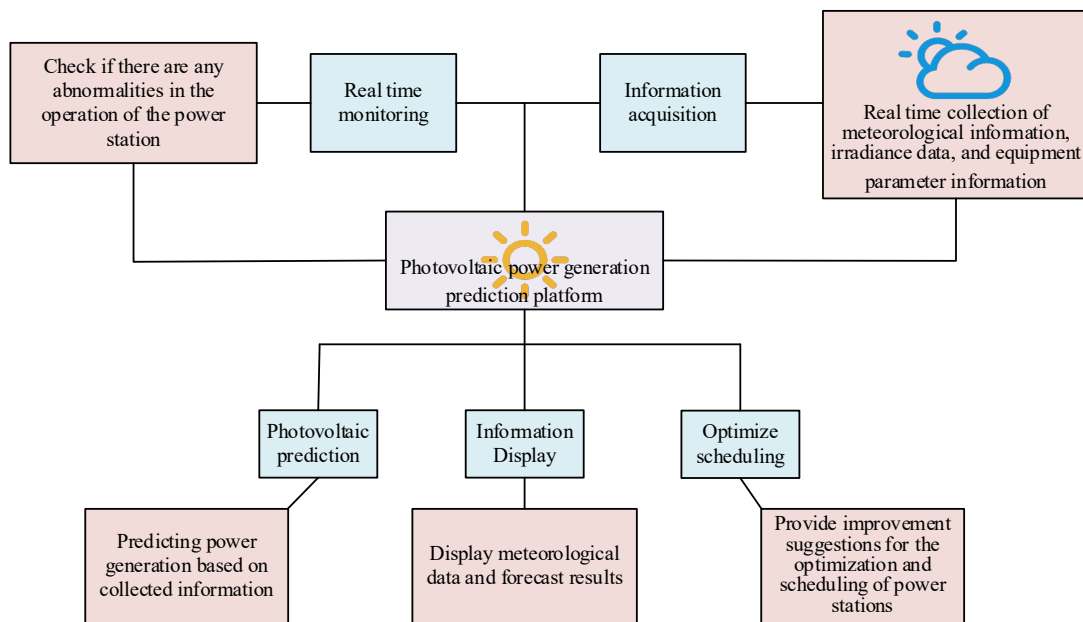 Check if there are any
abnormalities in the
operation of the power
station
Real time
monitoring
Information
acquisition
Real time collection of
meteorological information,
irradiance data, and equipment
parameter information
Photovoltaic power generation
prediction platform
Photovoltaic
prediction
Information
Display
Optimize
scheduling
Predicting power
generation based on
collected information
Display meteorological
data and forecast results
Provide improvement
suggestions for the
optimization and
scheduling of power
stations